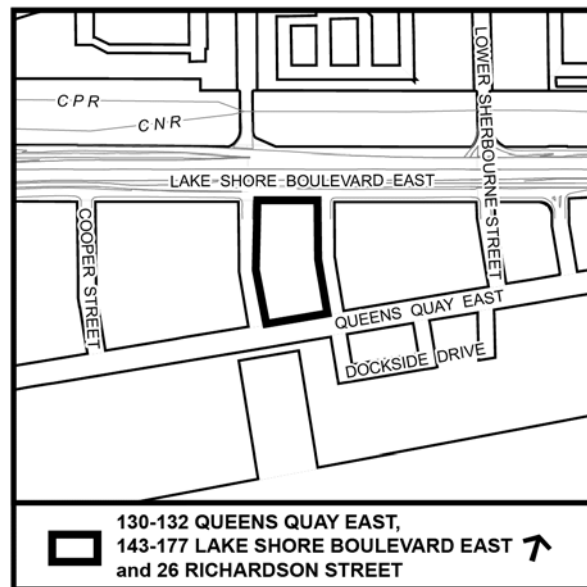 CPR
CNR
LOWER SHERBOURNE STREET
LAKE SHORE BOULEVARD EAST
COOPER STREET
QUEENS QUAY EAST
DOCKSIDE DRIVE
130-132 QUEENS QUAY EAST,
143-177 LAKE SHORE BOULEVARD EAST
and 26 RICHARDSON STREET